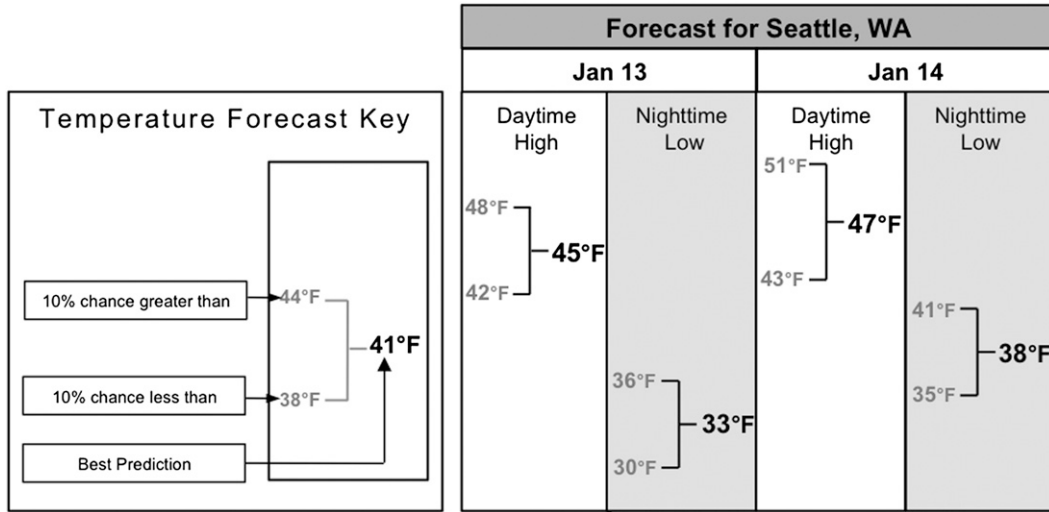 Temperature Forecast Key
10% chance greater than
44°F
41°F
10% chance less than
38°F
Best Prediction
Forecast for Seattle, WA
Jan 13
Jan 14
Daytime
High
Nighttime
Low
Daytime
High
Nighttime
Low
48°F
45°F
42°F
36°F
33°F
30°F
51°F
47°F
43°F
41°F
38°F
35°F